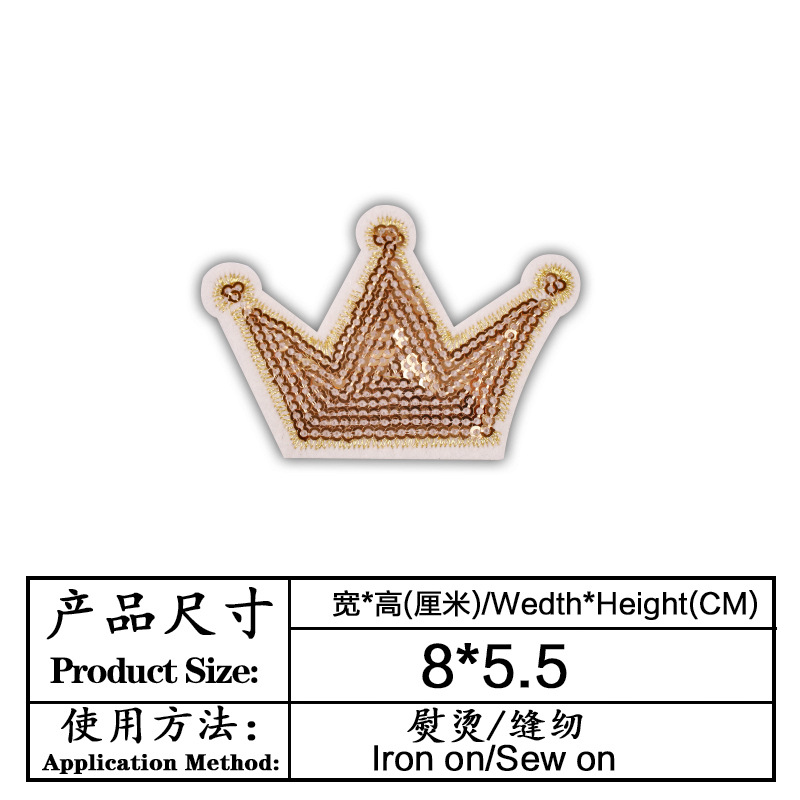 产品尺寸
Product Size:
宽*高(厘米)/Wedth*Height(CM)
8*5.5
使用方法：
Application Method:
熨烫/缝纫
Iron on/Sew on